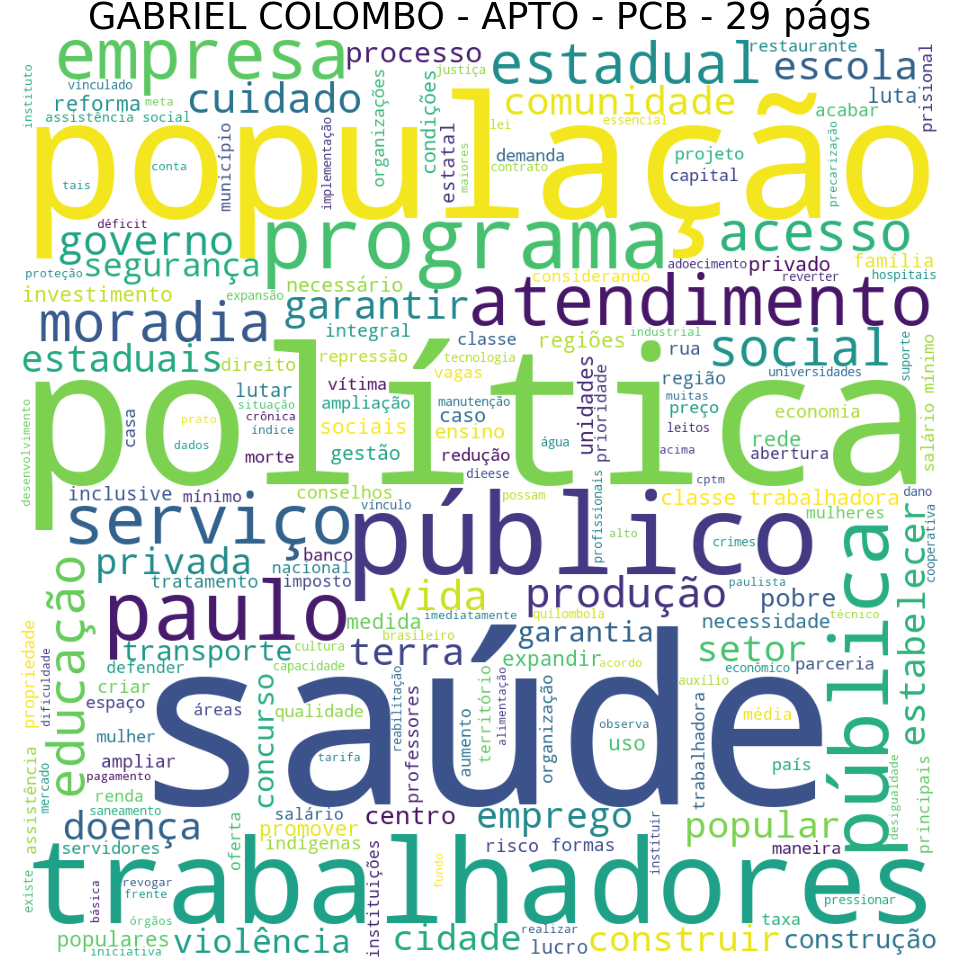 GABRIEL COLOMBO - APTO - PCB - 29 págs
empresa
processo
estadual
restaurante
escola
prisional
instituto
vinculado
justiça
reforma
meta
cuidado
organizações
condições
comunidade
luta
assistência social
lei
essencial
acabar
população
município
implementação
estatal
maiores
demanda
contrato
projeto
capital
precarização
conta
tais
déficit
governo
programa
acesso
segurança
proteção
adoecimento
privado
família
considerando
reverter
hospitais
necessário
investimento
expansão
garantir
atendimento
moradia
integral
classe
regiões
industrial
social
suporte
salário mínimo
estaduais
direito
repressão
tecnologia
rua
universidades
política
vagas
unidades
prioridade
região
lutar
vítima
muitas
situação
ampliação
manutenção
preço
economia
desenvolvimento
casa
prato
crônica
índice
sociais
caso
ensino
leitos
rede
dados
morte
gestão
redução
água
acima
abertura
dieese
cptm
inclusive
mínimo
conselhos
possam
classe trabalhadora
dano
serviço
vínculo
público
profissionais
mulheres
alto
cooperativa
crimes
pública
estabelecer
privada
banco
nacional
tratamento
imposto
educação
paulo
vida
produção
paulista
pobre
medida
imediatamente
quilombola
necessidade
técnico
transporte
cultura
brasileiro
garantia
setor
propriedade
dificuldade
defender
capacidade
terra
expandir
acordo
econômico
parceria
criar
auxílio
espaço
áreas
concurso
qualidade
reabilitação
professores
território
alimentação
organização
saúde
trabalhadora
média
observa
mulher
uso
aumento
ampliar
tarifa
país
assistência
mercado
pagamento
renda
desigualdade
principais
saneamento
salário
centro
emprego
doença
promover
popular
servidores
oferta
indígenas
risco
formas
instituir
maneira
trabalhadores
existe
básica
revogar
frente
instituições
fundo
pressionar
órgãos
taxa
populares
iniciativa
violência
cidade
realizar
lucro
construir
construção